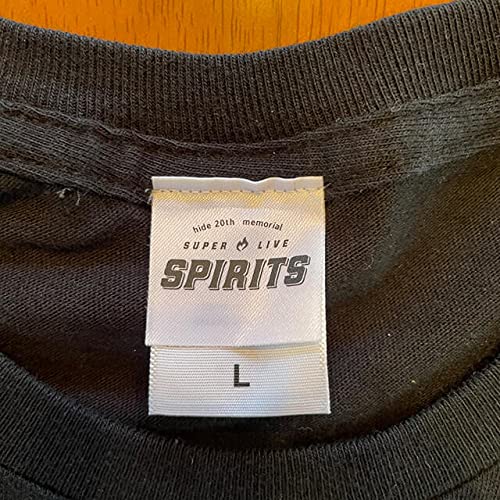 hide 20th memorial
SUPER LIVE
SPIRITS
L